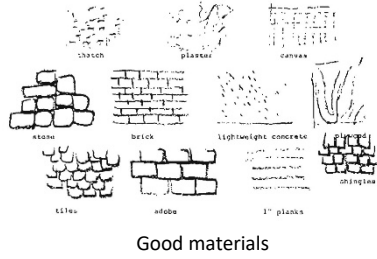 thatch plaster canvas
stone brick lightweight concrete plywood
shingles
tiles adobe 1" planks
Good materials